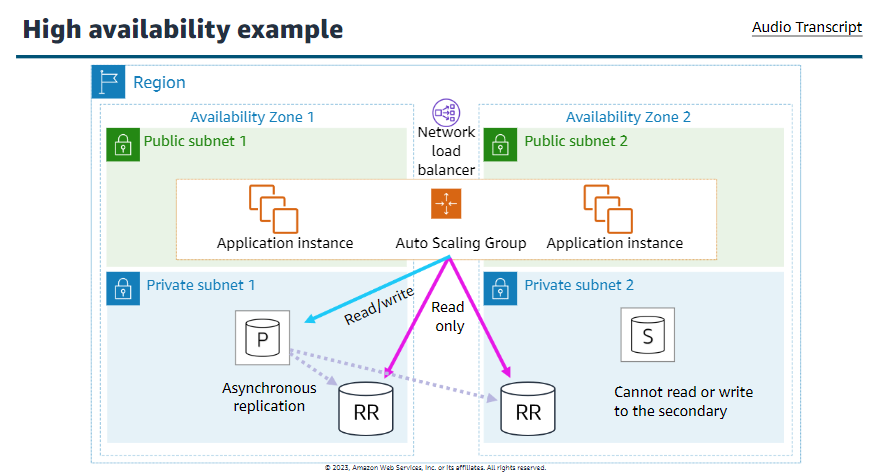 High availability example
Audio Transcript
Region
Availability Zone 1
Availability Zone 2
Network
load
balancer
Public subnet 1
Public subnet 2
Application instance
Auto Scaling Group
Application instance
Private subnet 1
Private subnet 2
Read/write
Read
only
P
S
Asynchronous
replication
RR
RR
Cannot read or write
to the secondary
© 2023, Amazon Web Services, Inc. or its affiliates. All rights reserved.